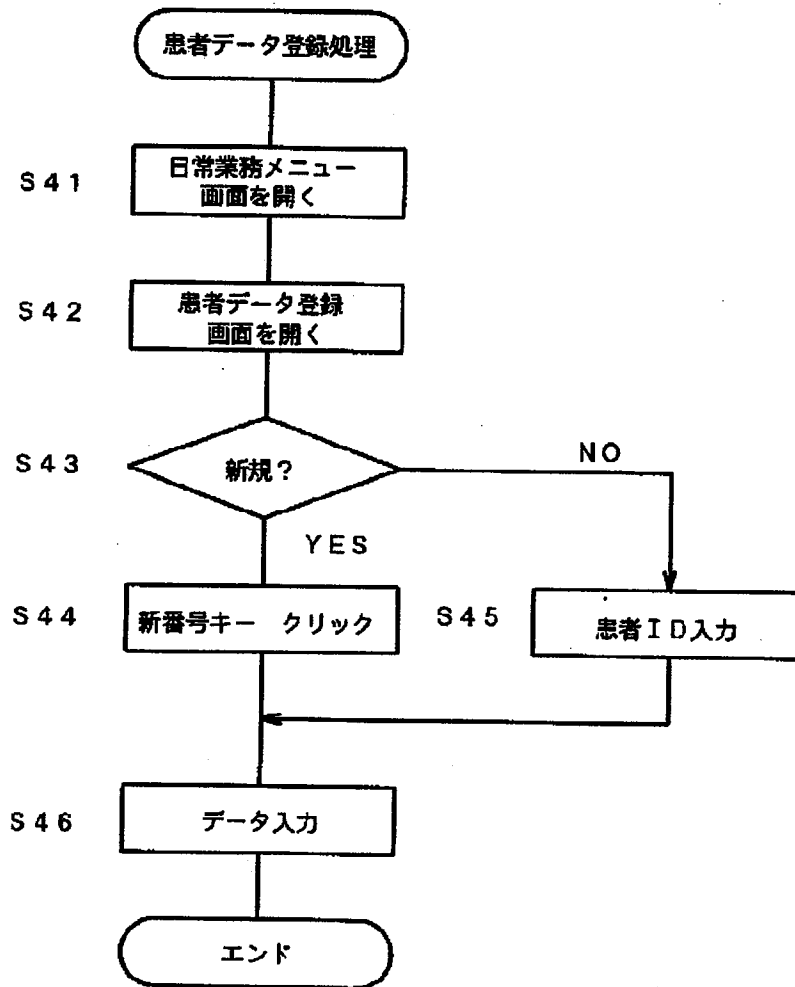 患者データ登録処理
S41
日常業務メニュー
画面を開く
S42
患者データ登録
画面を開く
S43
新規?
NO
YES
S44
新番号キー クリック
S45
患者ID入力
S46
データ入力
エンド